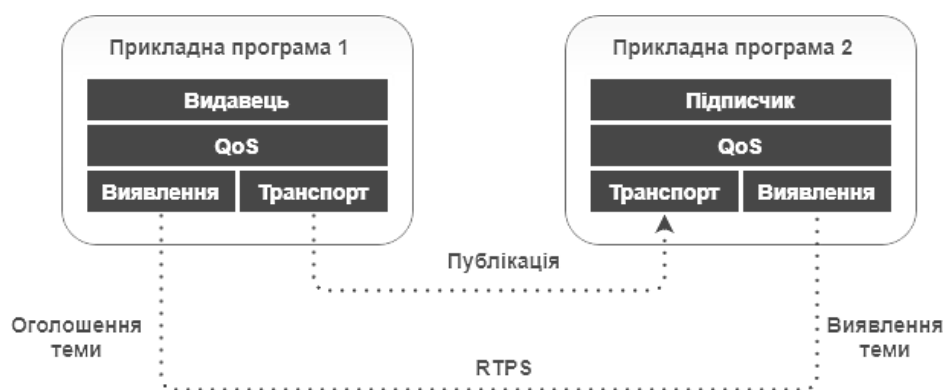 Прикладна програма 1
Видавець
QoS
Виявлення Транспорт
Прикладна програма 2
Підписчик
QoS
Транспорт Виявлення
Публікація
Оголошення
теми
Виявлення
теми
RTPS